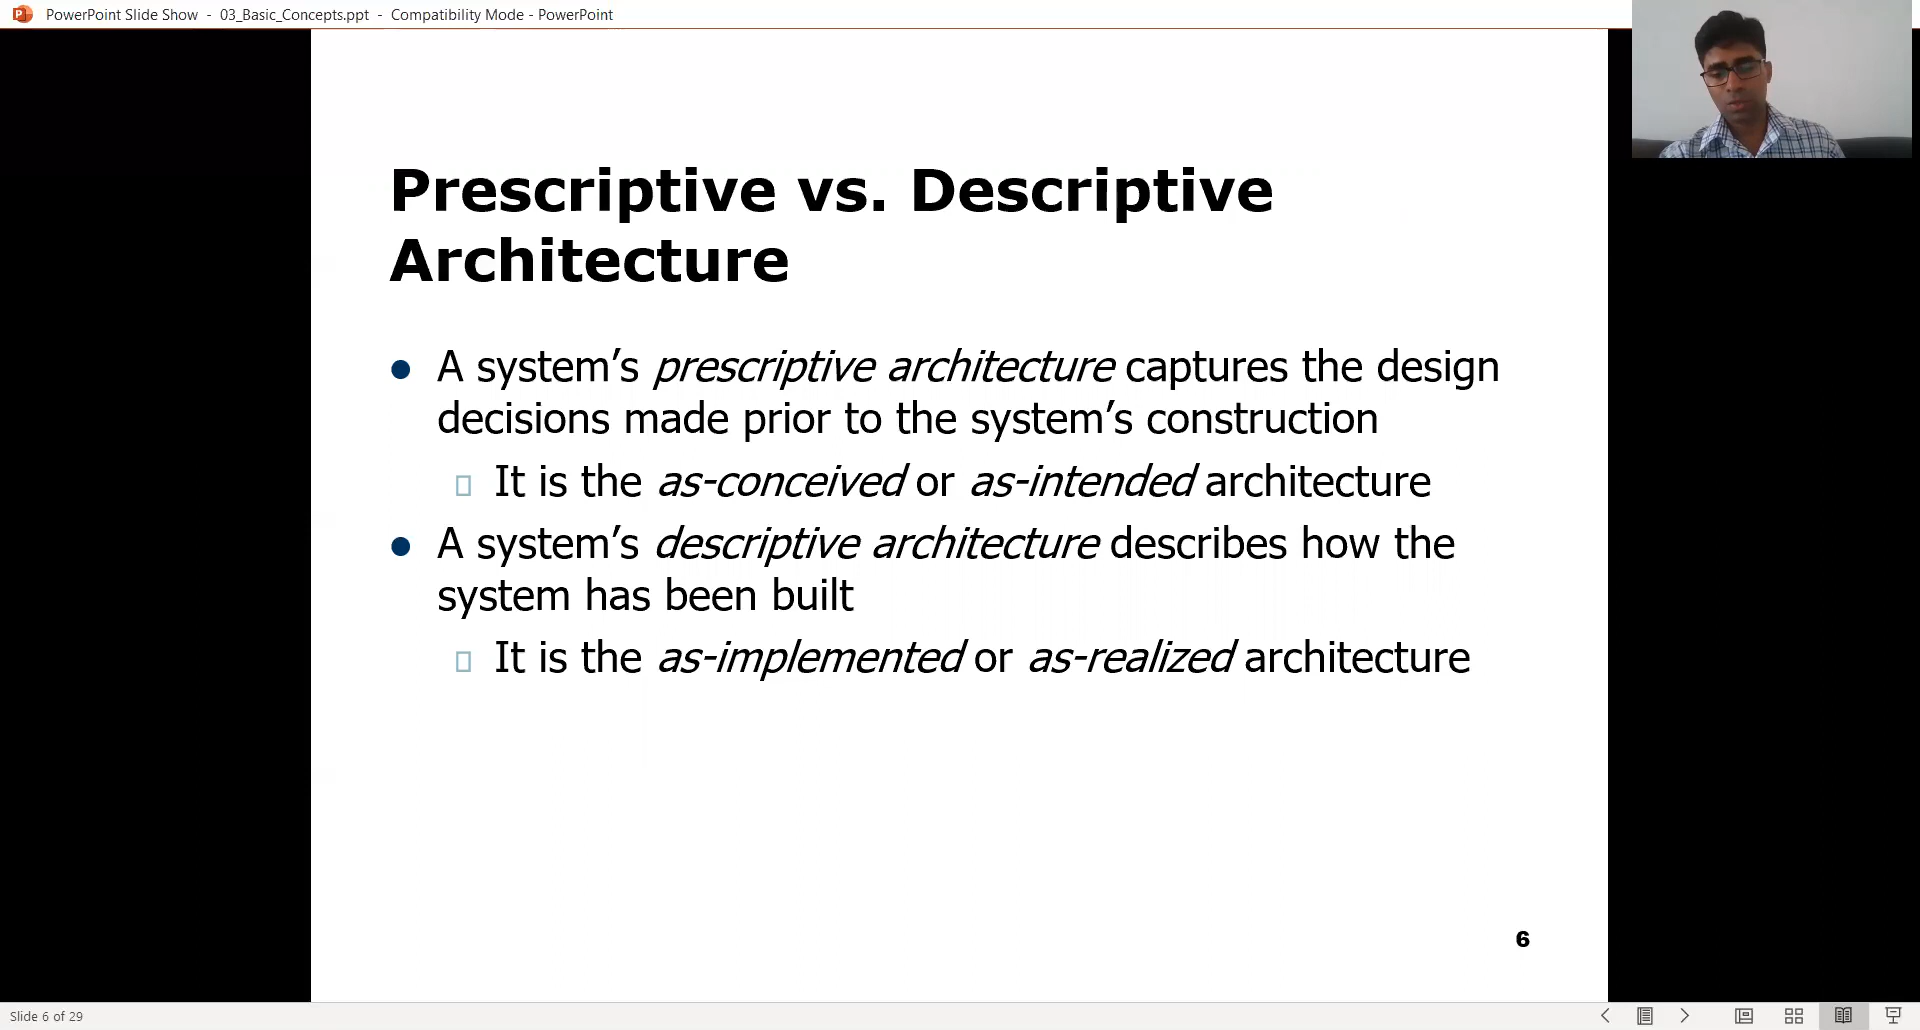 PowerPoint Slide Show - 03_Basic_Concepts.ppt - Compatibility Mode - PowerPoint
Prescriptive vs. Descriptive
Architecture
A system’s prescriptive architecture captures the design
decisions made prior to the system’s construction
It is the as-conceived or as-intended architecture
A system’s descriptive architecture describes how the
system has been built
It is the as-implemented or as-realized architecture
6
Slide 6 of 29